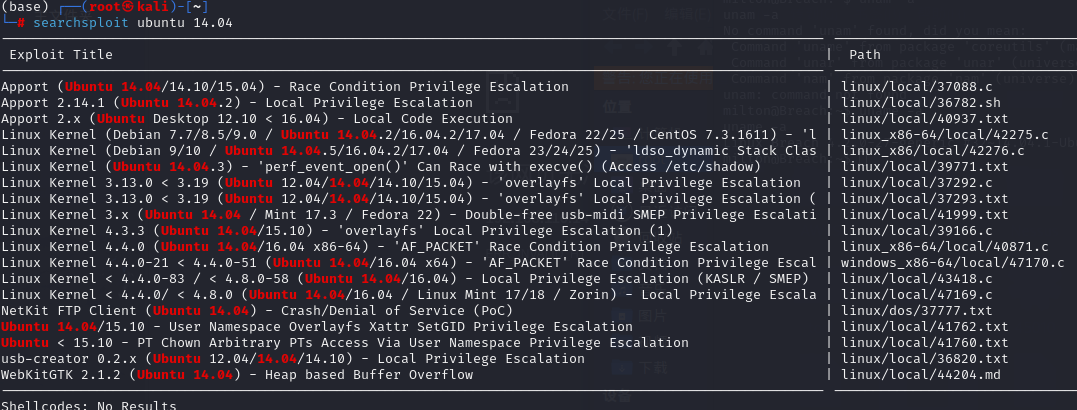 (base) ┌──(root㉿kali)-[~]
└─# searchsploit ubuntu 14.04
Exploit Title | Path
Apport (Ubuntu 14.04/14.10/15.04) - Race Condition Privilege Escalation | linux/local/37088.c
Apport 2.14.1 (Ubuntu 14.04.2) - Local Privilege Escalation | linux/local/36782.sh
Apport 2.x (Ubuntu Desktop 12.10 < 16.04) - Local Code Execution | linux/local/40937.txt
Linux Kernel (Debian 7.7/8.5/9.0 / Ubuntu 14.04.2/16.04.2/17.04 / Fedora 22/25 / CentOS 7.3.1611) - 'l | linux_x86-64/local/42275.c
Linux Kernel (Debian 9/10 / Ubuntu 14.04.5/16.04.2/17.04 / Fedora 23/24/25) - 'ldso_dynamic Stack Clas | linux_x86/local/42276.c
Linux Kernel (Ubuntu 14.04.3) - 'perf_event_open()' Can Race with execve() (Access /etc/shadow) | linux/local/39771.txt
Linux Kernel 3.13.0 < 3.19 (Ubuntu 12.04/14.04/14.10/15.04) - 'overlayfs' Local Privilege Escalation | linux/local/37292.c
Linux Kernel 3.13.0 < 3.19 (Ubuntu 12.04/14.04/14.10/15.04) - 'overlayfs' Local Privilege Escalation ( | linux/local/37293.txt
Linux Kernel 3.x (Ubuntu 14.04 / Mint 17.3 / Fedora 22) - Double-free usb-midi SMEP Privilege Escalati | linux/local/41999.txt
Linux Kernel 4.3.3 (Ubuntu 14.04/15.10) - 'overlayfs' Local Privilege Escalation (1) | linux/local/39166.c
Linux Kernel 4.4.0 (Ubuntu 14.04/16.04 x86-64) - 'AF_PACKET' Race Condition Privilege Escalation | linux_x86-64/local/40871.c
Linux Kernel 4.4.0-21 < 4.4.0-51 (Ubuntu 14.04/16.04 x64) - 'AF_PACKET' Race Condition Privilege Escal | windows_x86-64/local/47170.c
Linux Kernel < 4.4.0-83 / < 4.8.0-58 (Ubuntu 14.04/16.04) - Local Privilege Escalation (KASLR / SMEP) | linux/local/43418.c
Linux Kernel < 4.4.0/ < 4.8.0 (Ubuntu 14.04/16.04 / Linux Mint 17/18 / Zorin) - Local Privilege Escala | linux/local/47169.c
NetKit FTP Client (Ubuntu 14.04) - Crash/Denial of Service (PoC) | linux/dos/37777.txt
Ubuntu 14.04/15.10 - User Namespace Overlayfs Xattr SetGID Privilege Escalation | linux/local/41762.txt
Ubuntu < 15.10 - PT Chown Arbitrary PTs Access Via User Namespace Privilege Escalation | linux/local/41760.txt
usb-creator 0.2.x (Ubuntu 12.04/14.04/14.10) - Local Privilege Escalation | linux/local/36820.txt
WebKitGTK 2.1.2 (Ubuntu 14.04) - Heap based Buffer Overflow | linux/local/44204.md
Shellcodes: No Results